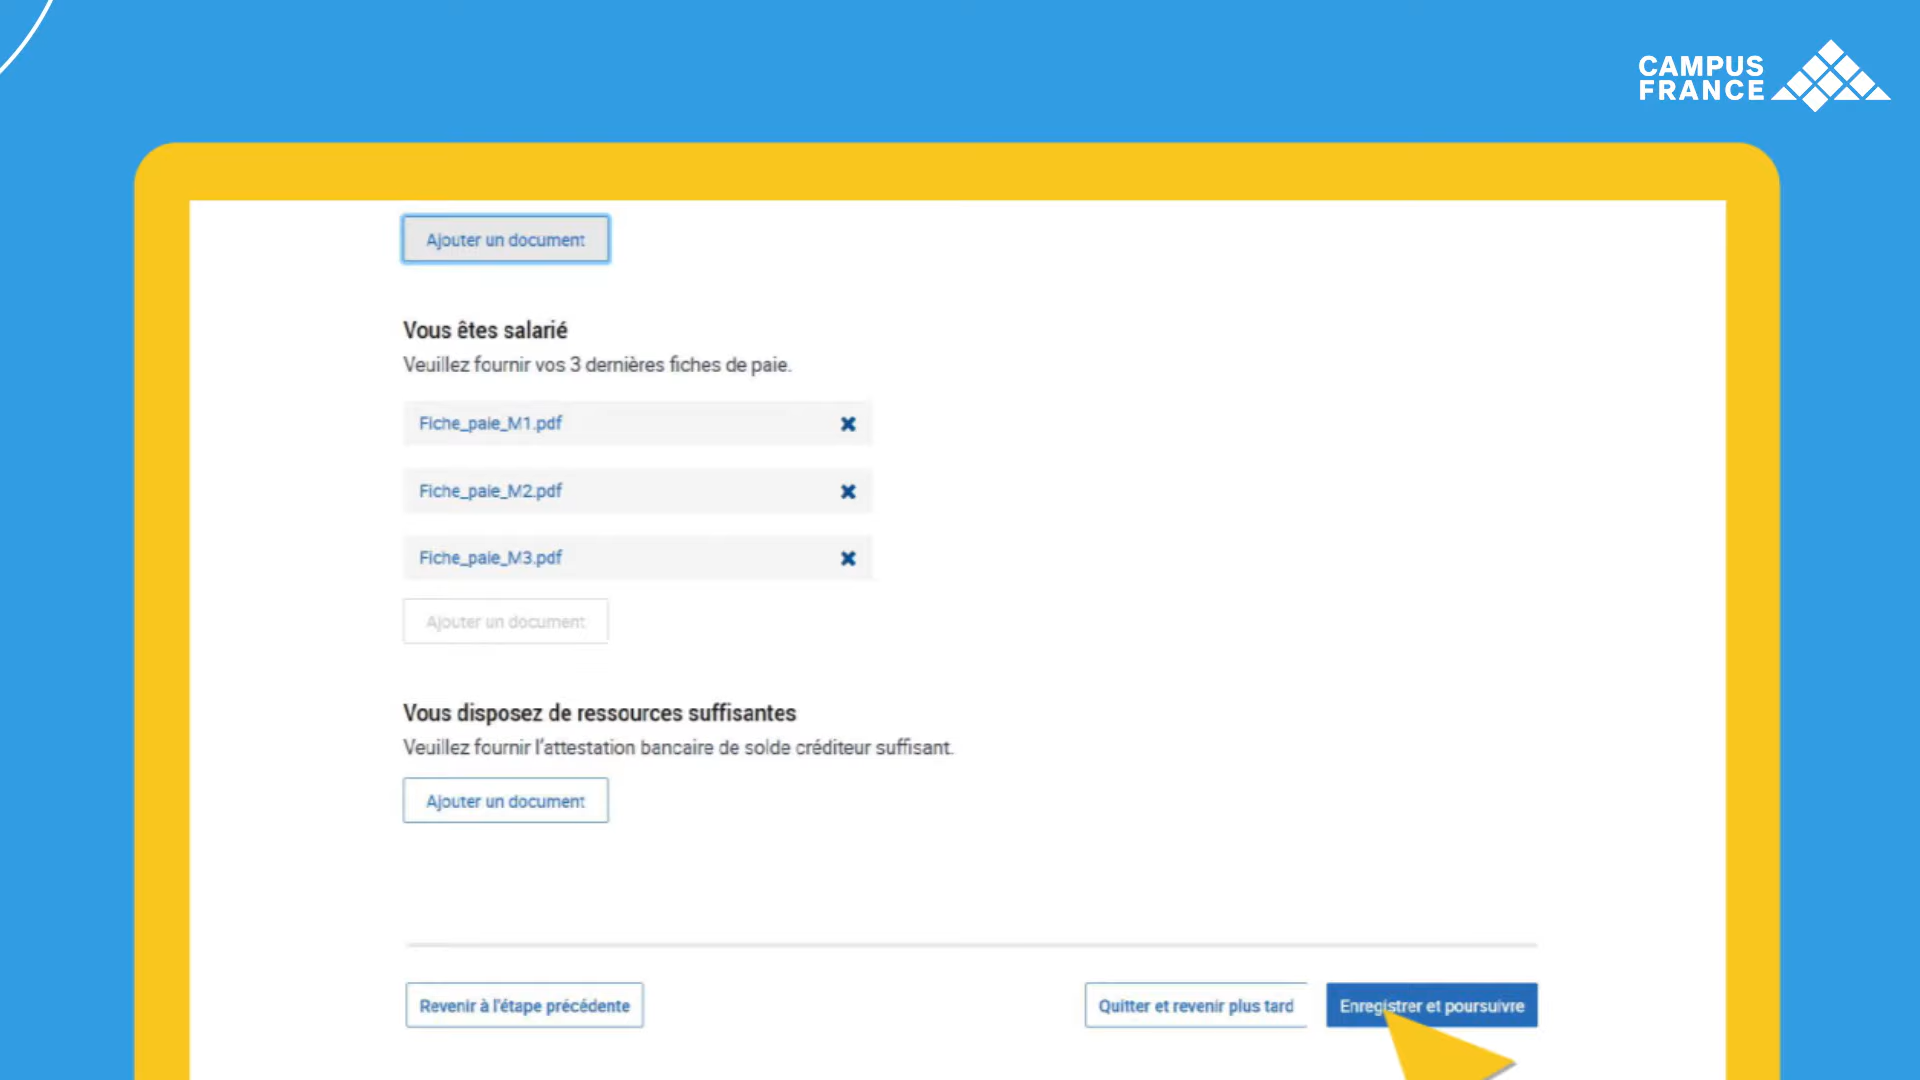 CAMPUS
FRANCE
Ajouter un document
Vous êtes salarié
Veuillez fournir vos 3 dernières fiches de paie.
Fiche_paie_M1.pdf
Fiche_paie_M2.pdf
Fiche_paie_M3.pdf
Ajouter un document
Vous disposez de ressources suffisantes
Veuillez fournir l'attestation bancaire de solde créditeur suffisant.
Ajouter un document
Revenir à l'étape précédente
Quitter et revenir plus tard
Enregistrer et poursuivre